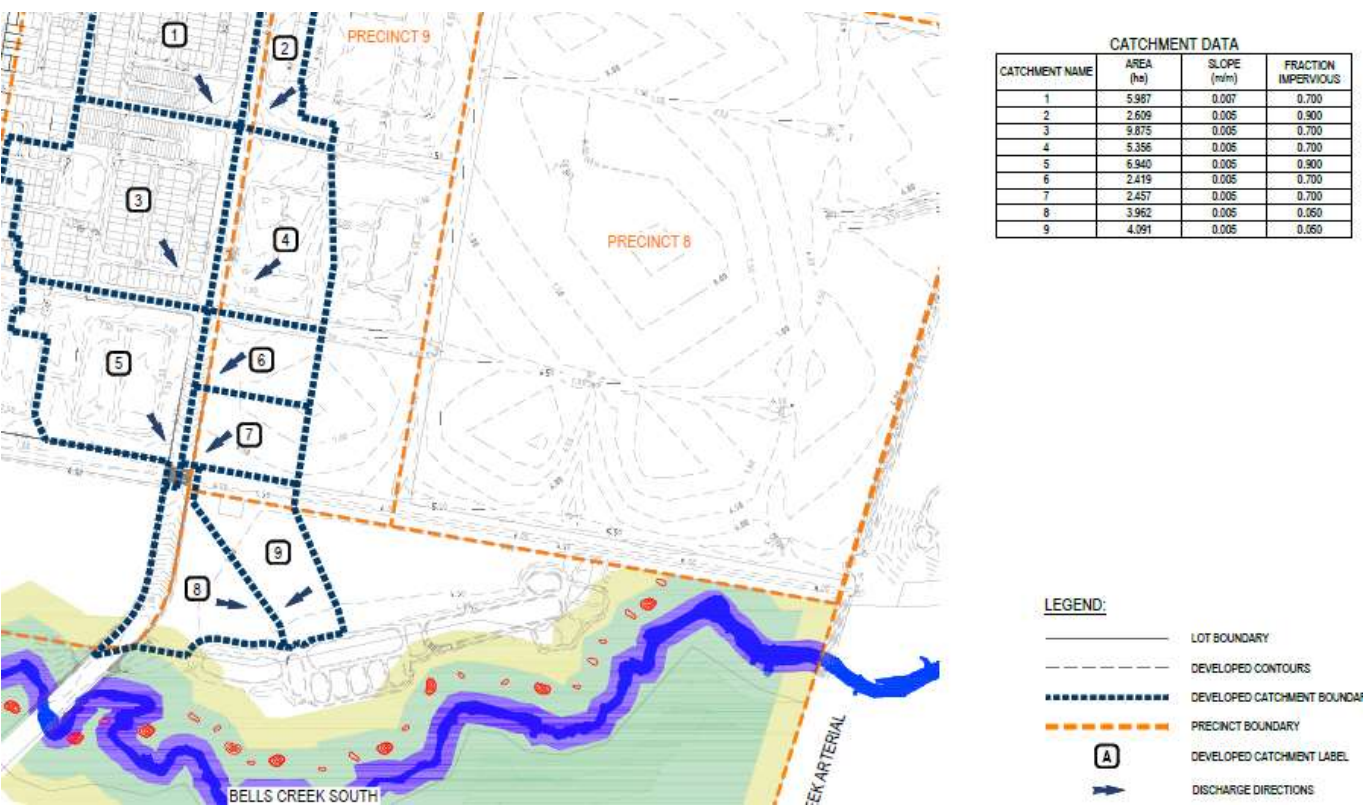 PRECINCT 9
1
2
3
4
PRECINCT 8
5
6
7
8
9
BELLS CREEK SOUTH
EEK ARTERIAL
CATCHMENT DATA
CATCHMENT NAME AREA (ha) SLOPE (m/m) FRACTION IMPERVIOUS
1 5.987 0.007 0.700
2 2.609 0.005 0.900
3 9.875 0.005 0.700
4 5.356 0.005 0.700
5 6.940 0.005 0.900
6 2.419 0.005 0.700
7 2.457 0.005 0.700
8 3.962 0.005 0.050
9 4.091 0.005 0.050
LEGEND:
LOT BOUNDARY
DEVELOPED CONTOURS
DEVELOPED CATCHMENT BOUNDAR
PRECINCT BOUNDARY
A DEVELOPED CATCHMENT LABEL
DISCHARGE DIRECTIONS